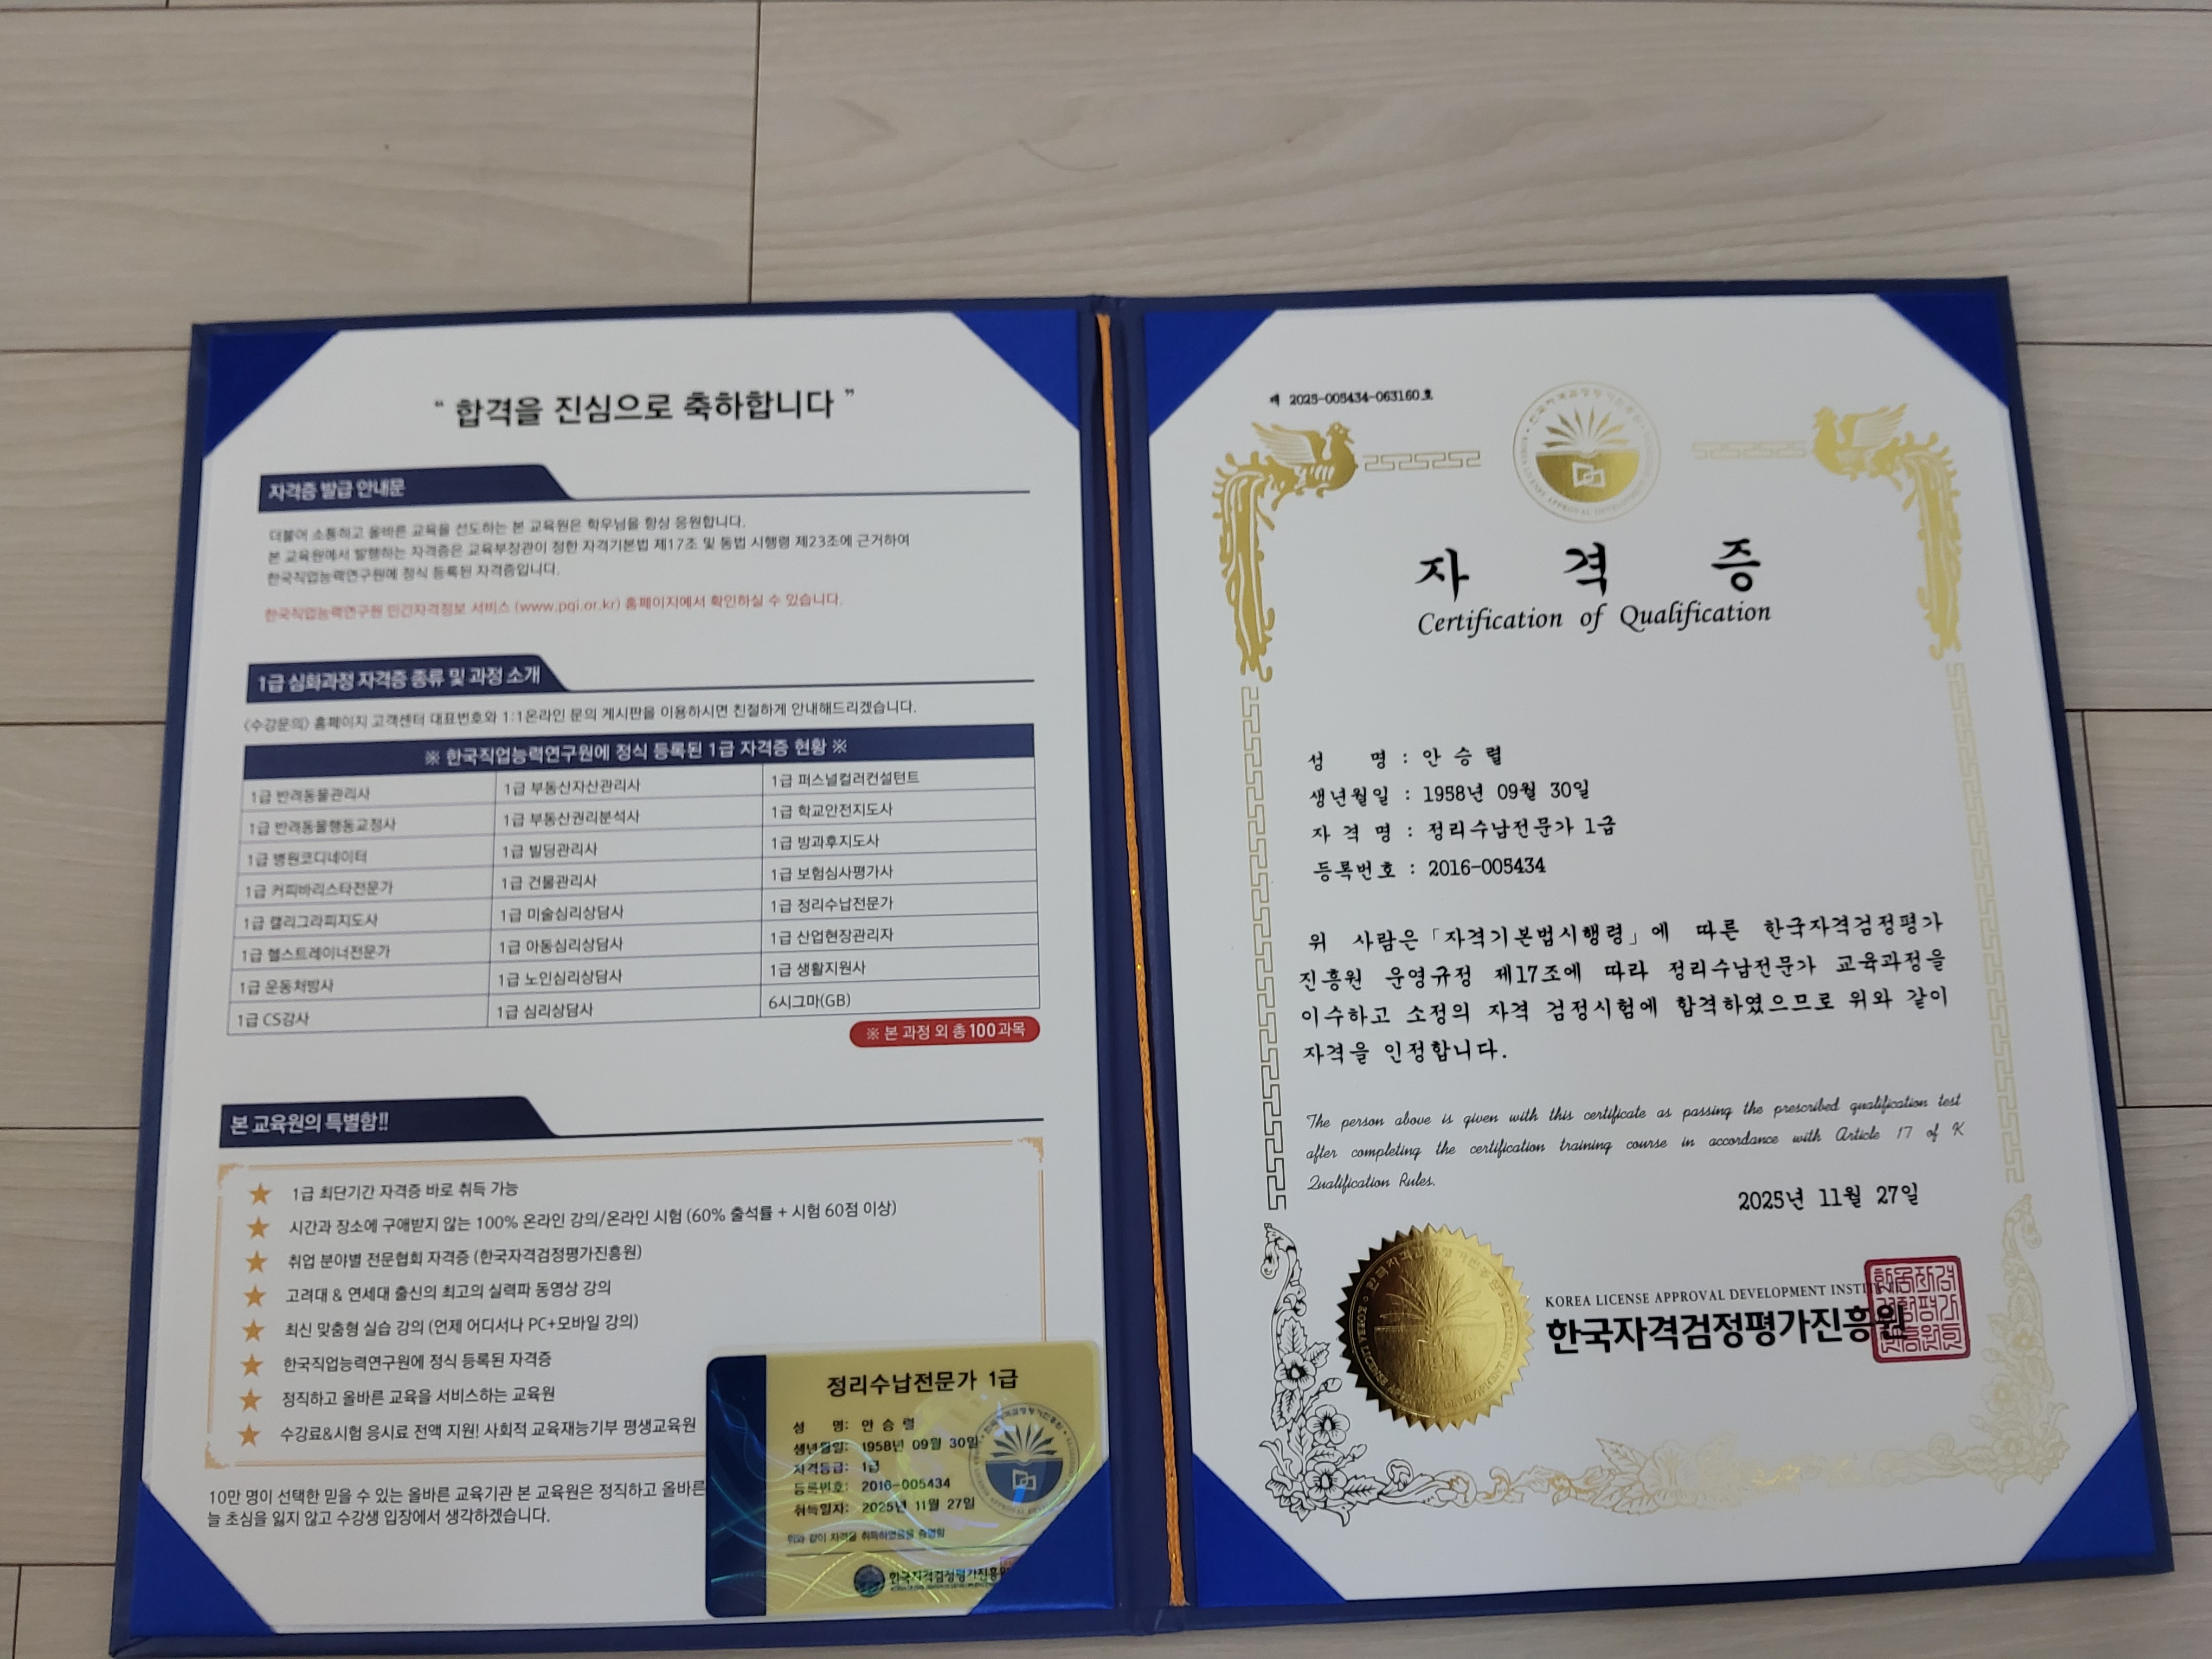 “ 합격을 진심으로 축하합니다 ”
자격증 발급 안내문
더불어 소통하고 올바른 교육을 선도하는 본 교육원은 학우님을 항상 응원합니다.
본 교육원에서 발행하는 자격증은 교육부장관이 정한 자격기본법 제17조 및 동법 시행령 제23조에 근거하여
한국직업능력연구원에 정식 등록된 자격증입니다.
한국직업능력연구원 민간자격정보 서비스 (www.pqi.or.kr) 홈페이지에서 확인하실 수 있습니다.
1급 심화과정 자격증 종류 및 과정 소개
<수강문의> 홈페이지 고객센터 대표번호와 1:1온라인 문의 게시판을 이용하시면 친절하게 안내해드리겠습니다.
※ 한국직업능력연구원에 정식 등록된 1급 자격증 현황 ※
1급 반려동물관리사 1급 부동산자산관리사 1급 퍼스널컬러컨설턴트
1급 반려동물행동교정사 1급 부동산권리분석사 1급 학교안전지도사
1급 병원코디네이터 1급 빌딩관리사 1급 방과후지도사
1급 커피바리스타전문가 1급 건물관리사 1급 보험심사평가사
1급 캘리그라피지도사 1급 미술심리상담사 1급 정리수납전문가
1급 헬스트레이너전문가 1급 아동심리상담사 1급 산업현장관리자
1급 운동처방사 1급 노인심리상담사 1급 생활지원사
1급 CS강사 1급 심리상담사 6시그마(GB)
※ 본 과정 외 총 100과목
본 교육원의 특별함!!
1급 최단기간 자격증 바로 취득 가능
시간과 장소에 구애받지 않는 100% 온라인 강의/온라인 시험 (60% 출석률 + 시험 60점 이상)
취업 분야별 전문협회 자격증 (한국자격검정평가진흥원)
고려대 & 연세대 출신의 최고의 실력파 동영상 강의
최신 맞춤형 실습 강의 (언제 어디서나 PC+모바일 강의)
한국직업능력연구원에 정식 등록된 자격증
정직하고 올바른 교육을 서비스하는 교육원
수강료&시험 응시료 전액 지원! 사회적 교육재능기부 평생교육원
10만 명이 선택한 믿을 수 있는 올바른 교육기관 본 교육원은 정직하고 올바른
늘 초심을 잃지 않고 수강생 입장에서 생각하겠습니다.
정리수납전문가 1급
성 명: 안 승 렬
생년월일: 1958년 09월 30일
자격등급: 1급
등록번호: 2016-005434
취득일자: 2025년 11월 27일
위와 같이 자격을 취득하였음을 증명함
한국자격검정평가진흥원
제 2025-005434-063160호
자 격 증
Certification of Qualification
성 명 : 안 승 렬
생년월일 : 1958년 09월 30일
자 격 명 : 정리수납전문가 1급
등록번호 : 2016-005434
위 사람은 「자격기본법시행령」에 따른 한국자격검정평가
진흥원 운영규정 제17조에 따라 정리수납전문가 교육과정을
이수하고 소정의 자격 검정시험에 합격하였으므로 위와 같이
자격을 인정합니다.
The person above is given with this certificate as passing the prescribed qualification test
after completing the certification training course in accordance with Article 17 of K
Qualification Rules.
2025년 11월 27일
KOREA LICENSE APPROVAL DEVELOPMENT INSTITUTE
한국자격검정평가진흥원